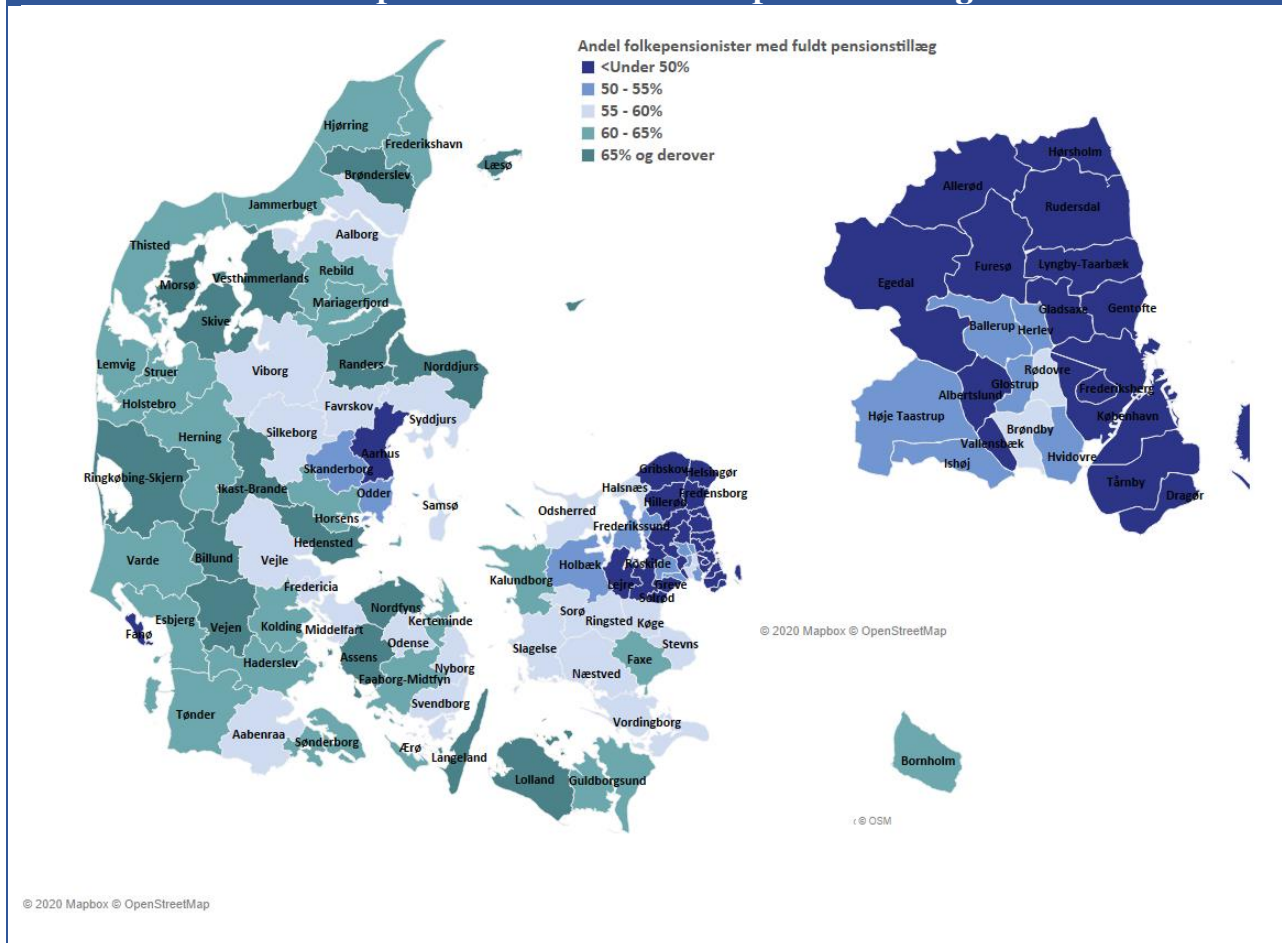 Andel folkepensionister med fuldt pensionstillæg
<Under 50%
50 - 55%
55 - 60%
60 - 65%
65% og derover
Hjørring
Frederikshavn
Læsø
Brønderslev
Jammerbugt
Aalborg
Thisted
Rebild
Vesthimmerlands
Morsø
Mariagerfjord
Skive
Lemvig
Struer
Viborg
Randers
Norddjurs
Holstebro
Favrskov
Syddjurs
Herning
Silkeborg
Aarhus
Skanderborg
Ringkøbing-Skjern
Ikast-Brande
Odder
Samsø
Horsens
Hedensted
Varde
Billund
Vejle
Fredericia
Esbjerg
Fanø
Vejen
Kolding
Middelfart
Nordfyns
Kerteminde
Odense
Haderslev
Assens
Nyborg
Faaborg-Midtfyn
Svendborg
Tønder
Aabenraa
Sønderborg
Ærø
Langeland
Gribskov
Helsingør
Halsnæs
Hillerød
Fredensborg
Odsherred
Frederikssund
Holbæk
Roskilde
Kalundborg
Lejre
Greve
Solrød
Sorø
Ringsted
Køge
Slagelse
Stevns
Faxe
Næstved
Vordingborg
Lolland
Guldborgsund
Hørsholm
Allerød
Rudersdal
Furesø
Lyngby-Taarbæk
Egedal
Gladsaxe
Gentofte
Ballerup
Herlev
Rødovre
Glostrup
Frederiksberg
Albertslund
København
Høje Taastrup
Brøndby
Vallensbæk
Hvidovre
Ishøj
Tårnby
Dragør
© 2020 Mapbox © OpenStreetMap
Bornholm
© OSM
© 2020 Mapbox © OpenStreetMap